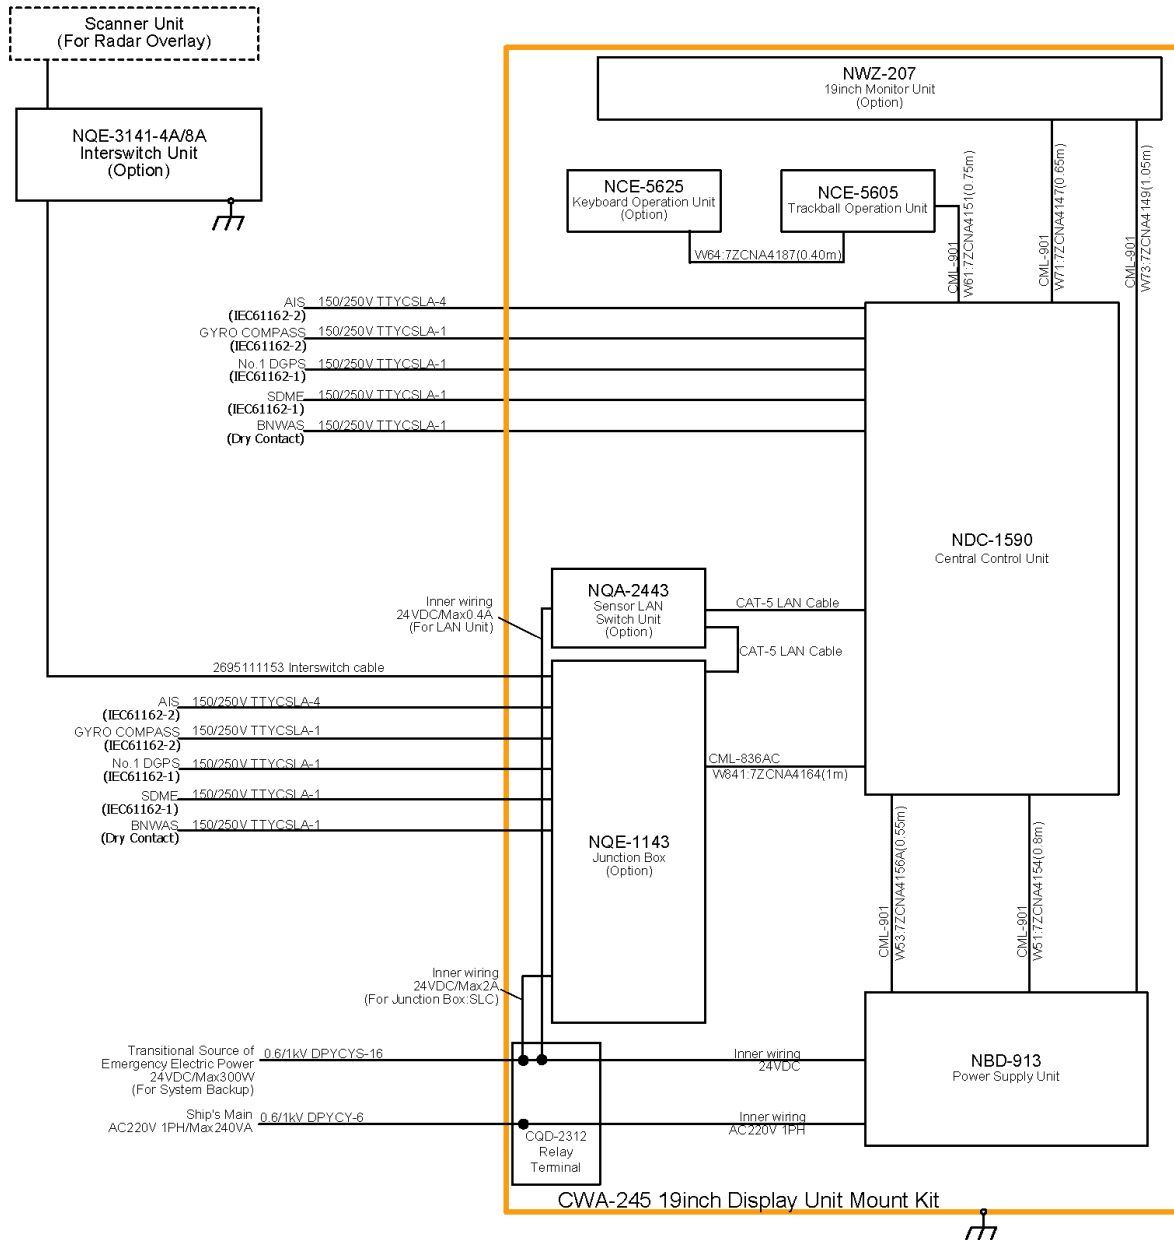 Scanner Unit
(For Radar Overlay)
NQE-3141-4A/8A
Interswitch Unit
(Option)
NWZ-207
19inch Monitor Unit
(Option)
NCE-5625
Keyboard Operation Unit
(Option)
NCE-5605
Trackball Operation Unit
W64:7ZCNA4187(0.40m)
CML-901
W61:7ZCNA4151(0.75m)
CML-901
W71:7ZCNA4147(0.65m)
CML-901
W73:7ZCNA4149(1.05m)
AIS 150/250V TTYCSLA-4
(IEC61162-2)
GYRO COMPASS 150/250V TTYCSLA-1
(IEC61162-2)
No.1 DGPS 150/250V TTYCSLA-1
(IEC61162-1)
SDME 150/250V TTYCSLA-1
(IEC61162-1)
BNWAS 150/250V TTYCSLA-1
(Dry Contact)
NDC-1590
Central Control Unit
NQA-2443
Sensor LAN
Switch Unit
(Option)
Inner wiring
24VDC/Max0.4A
(For LAN Unit)
CAT-5 LAN Cable
CAT-5 LAN Cable
2695111153 Interswitch cable
AIS 150/250V TTYCSLA-4
(IEC61162-2)
GYRO COMPASS 150/250V TTYCSLA-1
(IEC61162-2)
No.1 DGPS 150/250V TTYCSLA-1
(IEC61162-1)
SDME 150/250V TTYCSLA-1
(IEC61162-1)
BNWAS 150/250V TTYCSLA-1
(Dry Contact)
CML-836AC
W841:7ZCNA4164(1m)
NQE-1143
Junction Box
(Option)
CML-901
W53:7ZCNA4156A(0.55m)
CML-901
W51:7ZCNA4154(0.8m)
Inner wiring
24VDC/Max2A
(For Junction Box:SLC)
Transitional Source of
Emergency Electric Power
24VDC/Max300W
(For System Backup)
0.6/1kV DPYCYS-16
Inner wiring
24VDC
NBD-913
Power Supply Unit
Ship's Main
AC220V 1PH/Max240VA
0.6/1kV DPYCY-6
Inner wiring
AC220V 1PH
CQD-2312
Relay
Terminal
CWA-245 19inch Display Unit Mount Kit